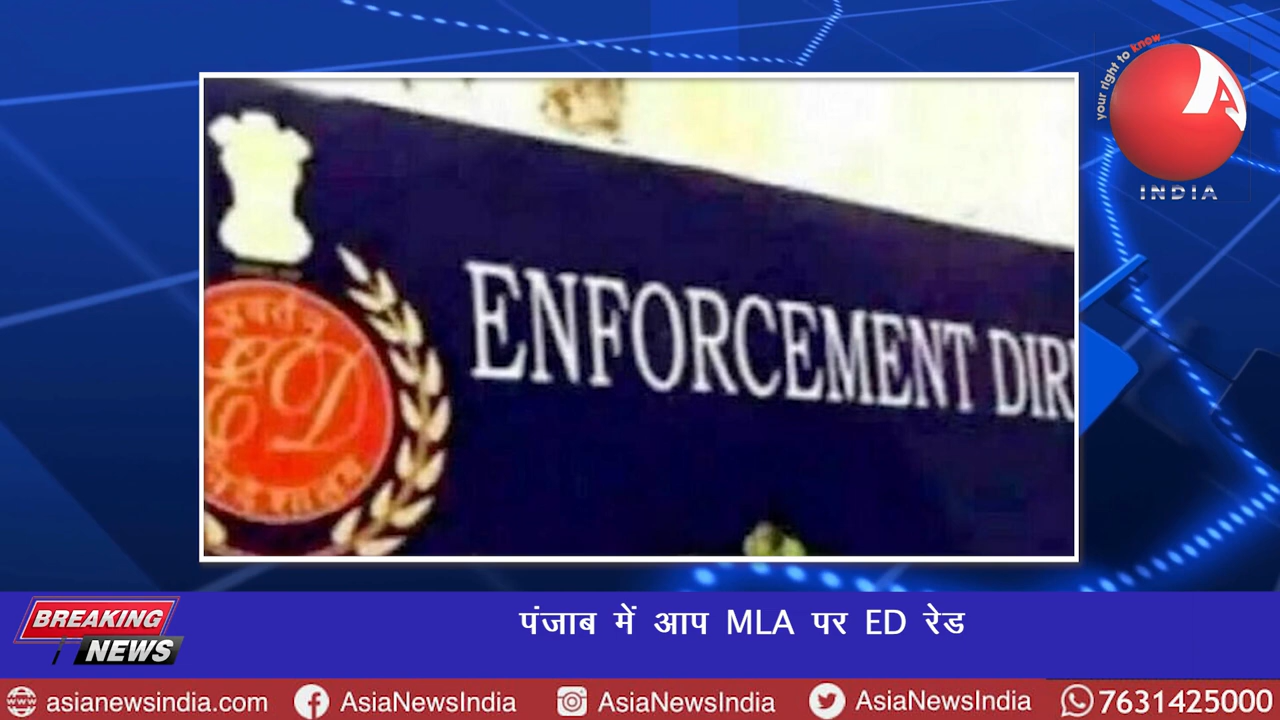 your right to know
A
INDIA
ED
ENFORCEMENT DIR
BREAKING
NEWS
पंजाब में आप MLA पर ED रेड
asianewsindia.com AsiaNewsIndia AsiaNewsIndia AsiaNewsIndia 7631425000